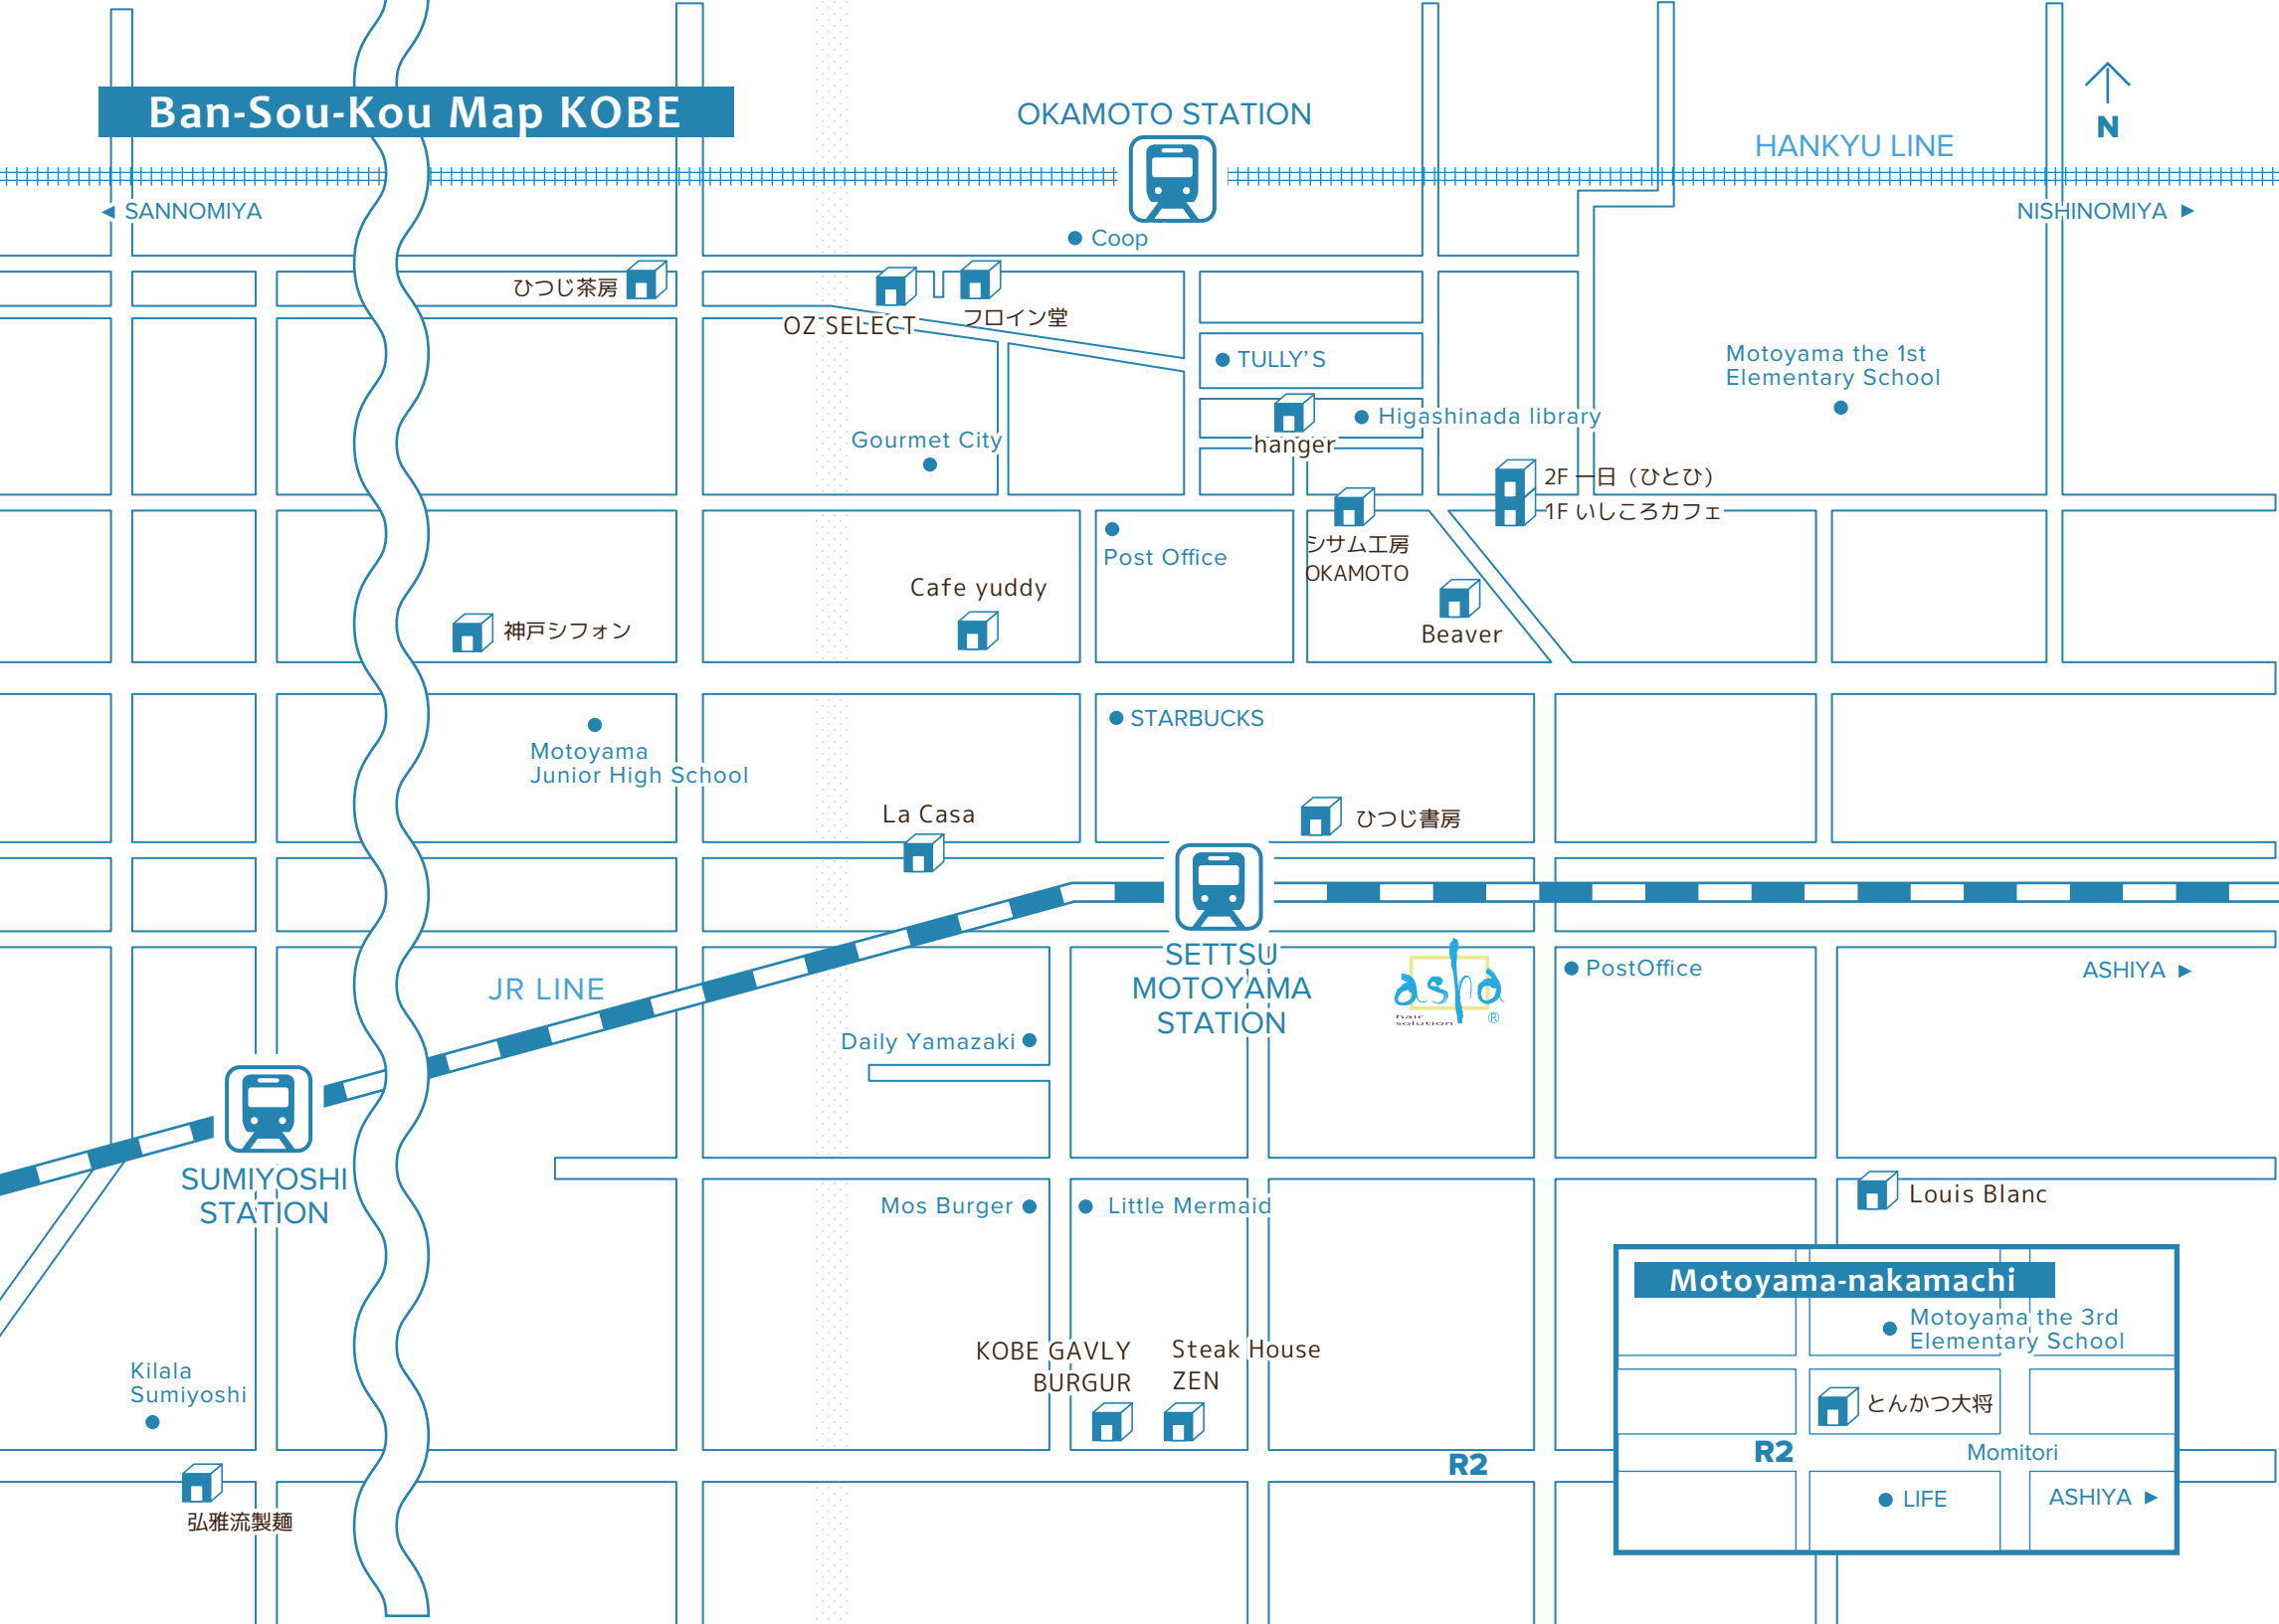 Ban-Sou-Kou Map KOBE
OKAMOTO STATION
HANKYU LINE
N
◀ SANNOMIYA
NISHINOMIYA ▶
Coop
ひつじ茶房
OZ SELECT
フロイン堂
TULLY'S
Motoyama the 1st
Elementary School
Higashinada library
Gourmet City
hanger
2F 一日（ひとひ）
1F いしころカフェ
Post Office
シサム工房
OKAMOTO
Cafe yuddy
神戸シフォン
Beaver
STARBUCKS
Motoyama
Junior High School
La Casa
ひつじ書房
SETTSU
MOTOYAMA
STATION
asha
hair
solution
®
PostOffice
ASHIYA ▶
JR LINE
Daily Yamazaki
SUMIYOSHI
STATION
Mos Burger
Little Mermaid
Louis Blanc
Motoyama-nakamachi
Motoyama the 3rd
Elementary School
KOBE GAVLY
BURGUR
Steak House
ZEN
Kilala
Sumiyoshi
とんかつ大将
R2
R2
Momitori
LIFE
ASHIYA ▶
弘雅流製麺